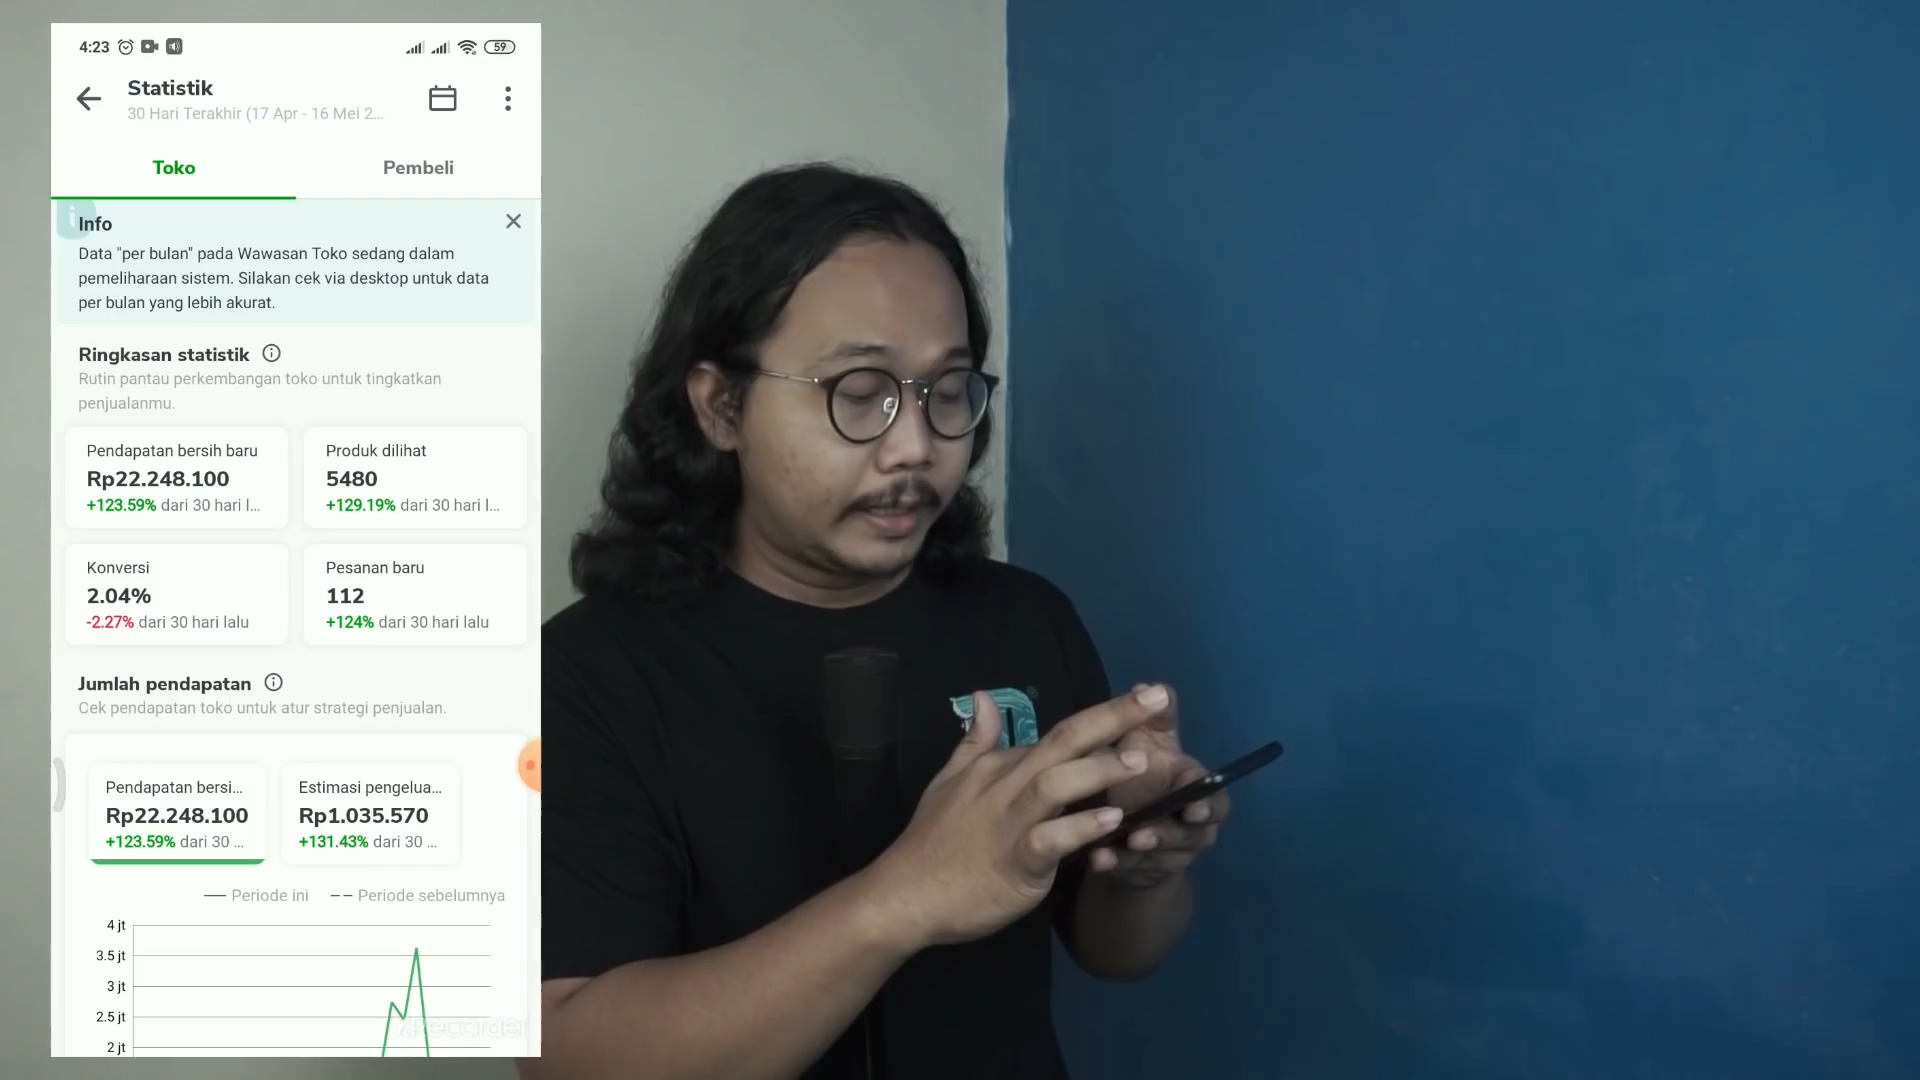 4:23
59
Statistik
30 Hari Terakhir (17 Apr - 16 Mei 2...
Toko
Pembeli
Info
Data "per bulan" pada Wawasan Toko sedang dalam
pemeliharaan sistem. Silakan cek via desktop untuk data
per bulan yang lebih akurat.
Ringkasan statistik
Rutin pantau perkembangan toko untuk tingkatkan
penjualanmu.
Pendapatan bersih baru
Rp22.248.100
+123.59% dari 30 hari l...
Produk dilihat
5480
+129.19% dari 30 hari l...
Konversi
2.04%
-2.27% dari 30 hari lalu
Pesanan baru
112
+124% dari 30 hari lalu
Jumlah pendapatan
Cek pendapatan toko untuk atur strategi penjualan.
Pendapatan bersi...
Rp22.248.100
+123.59% dari 30 ...
Estimasi pengelua...
Rp1.035.570
+131.43% dari 30 ...
Periode ini
Periode sebelumnya
4 jt
3.5 jt
3 jt
2.5 jt
2 jt
XRecorder